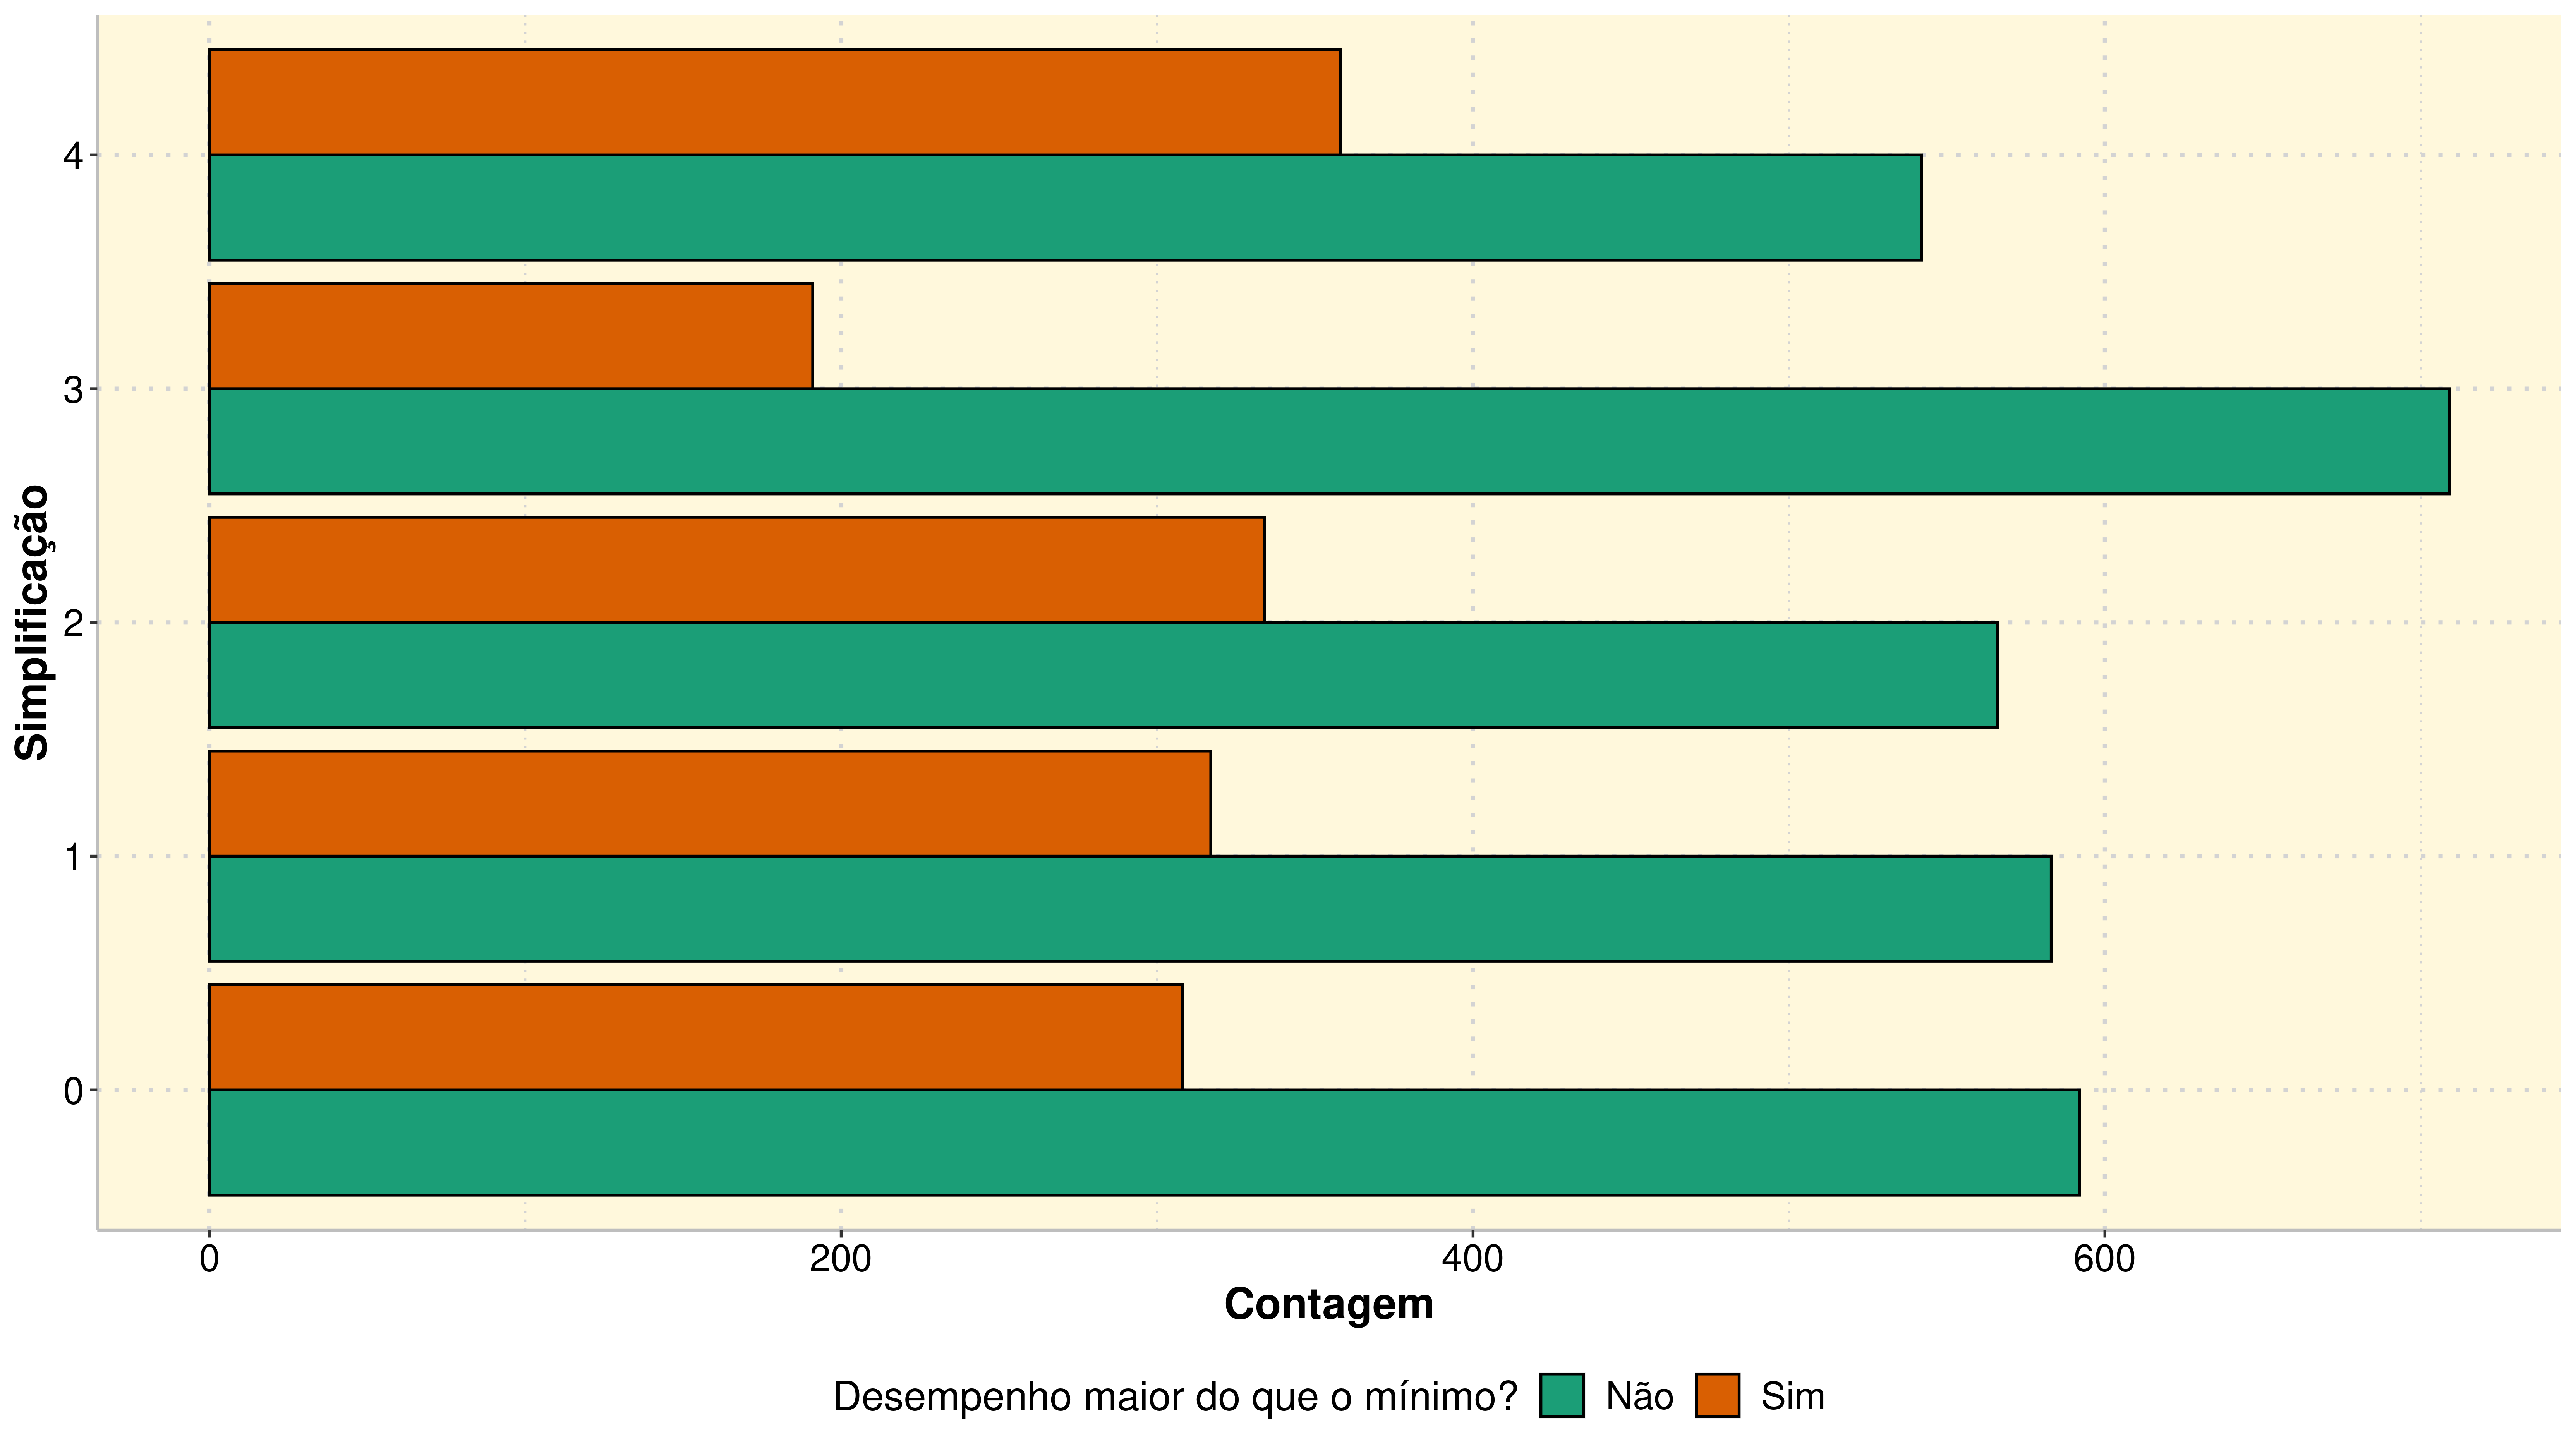 Simplificação
4
3
2
1
0
0 200 400 600
Contagem
Desempenho maior do que o mínimo? Não Sim